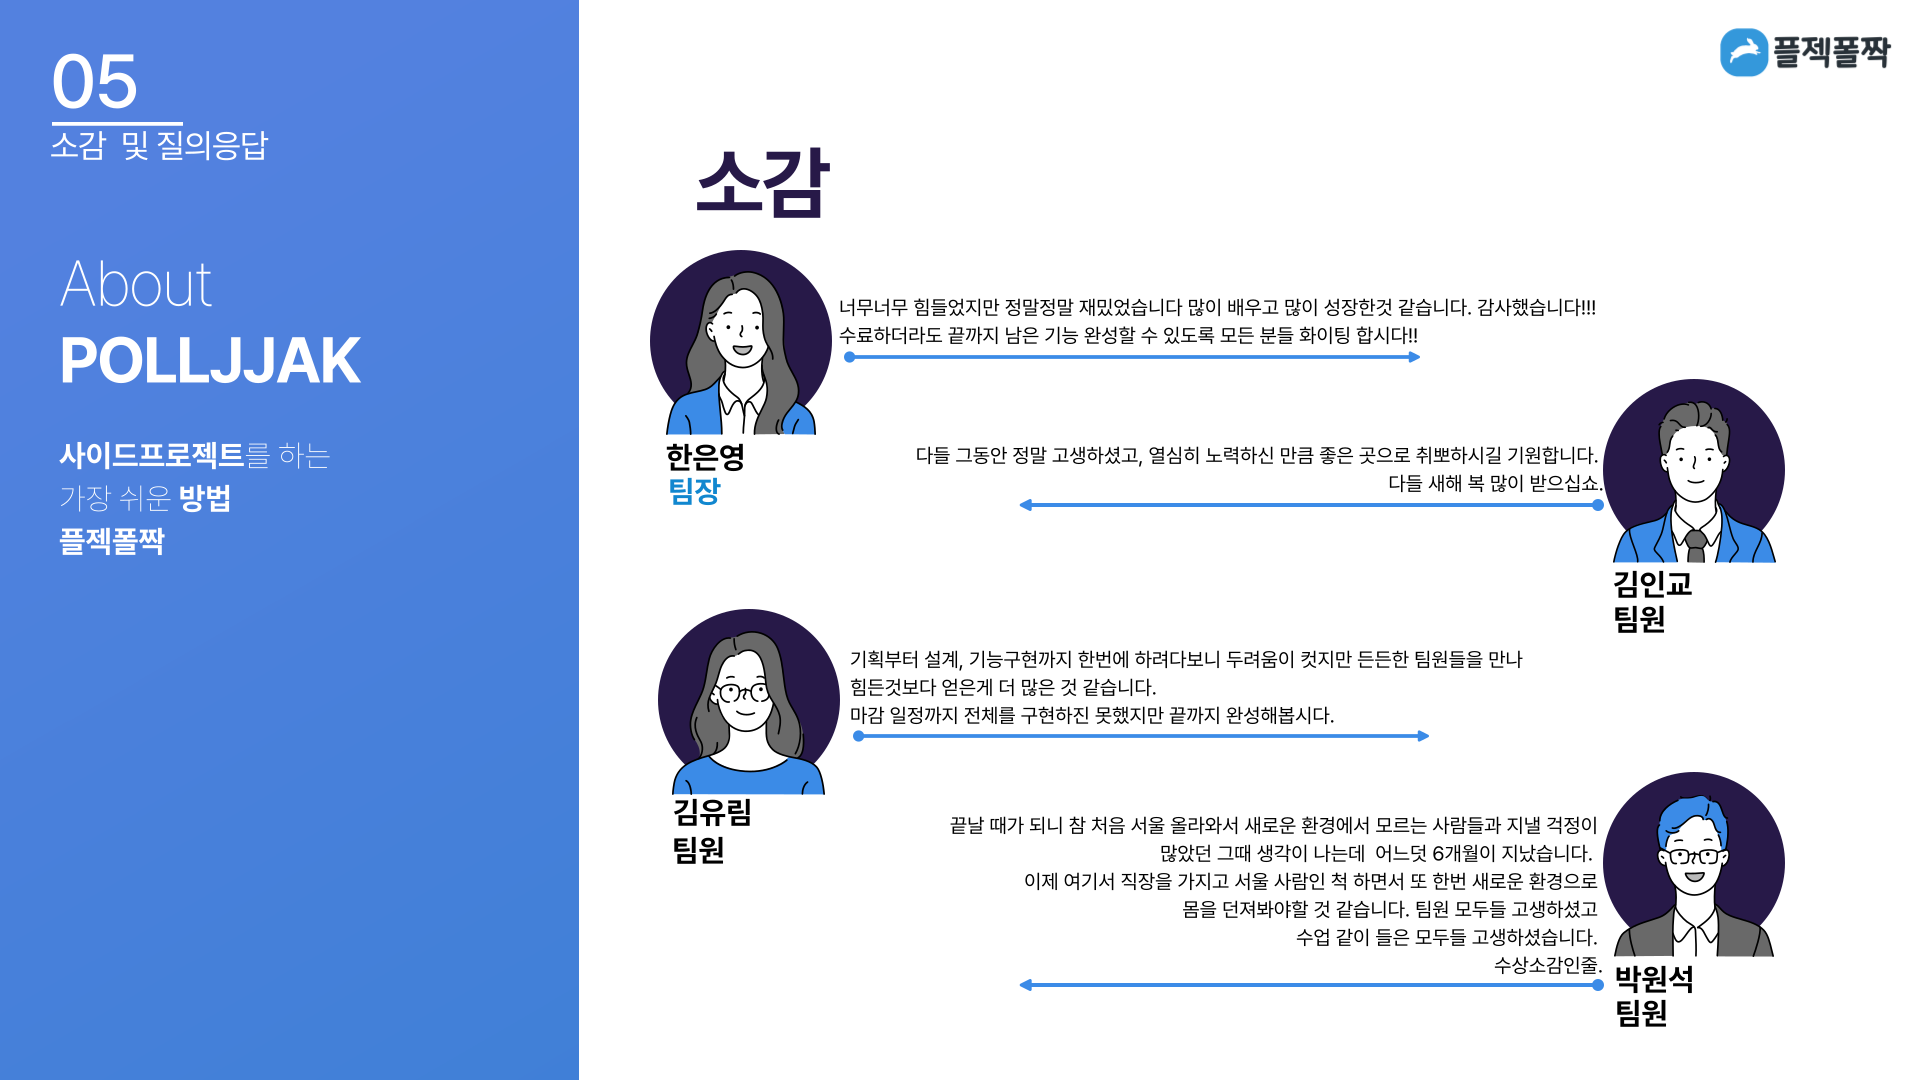 05
소감 및 질의응답
About
POLLJJAK
사이드프로젝트를 하는
가장 쉬운 방법
플젝폴짝
플젝폴짝
소감
너무너무 힘들었지만 정말정말 재밌었습니다 많이 배우고 많이 성장한것 같습니다. 감사했습니다!!!
수료하더라도 끝까지 남은 기능 완성할 수 있도록 모든 분들 화이팅 합시다!!
한은영
팀장
다들 그동안 정말 고생하셨고, 열심히 노력하신 만큼 좋은 곳으로 취뽀하시길 기원합니다.
다들 새해 복 많이 받으십쇼.
김인교
팀원
기획부터 설계, 기능구현까지 한번에 하려다보니 두려움이 컷지만 든든한 팀원들을 만나
힘든것보다 얻은게 더 많은 것 같습니다.
마감 일정까지 전체를 구현하진 못했지만 끝까지 완성해봅시다.
김유림
팀원
끝날 때가 되니 참 처음 서울 올라와서 새로운 환경에서 모르는 사람들과 지낼 걱정이
많았던 그때 생각이 나는데 어느덧 6개월이 지났습니다.
이제 여기서 직장을 가지고 서울 사람인 척 하면서 또 한번 새로운 환경으로
몸을 던져봐야할 것 같습니다. 팀원 모두들 고생하셨고
수업 같이 들은 모두들 고생하셨습니다.
수상소감인줄.
박원석
팀원